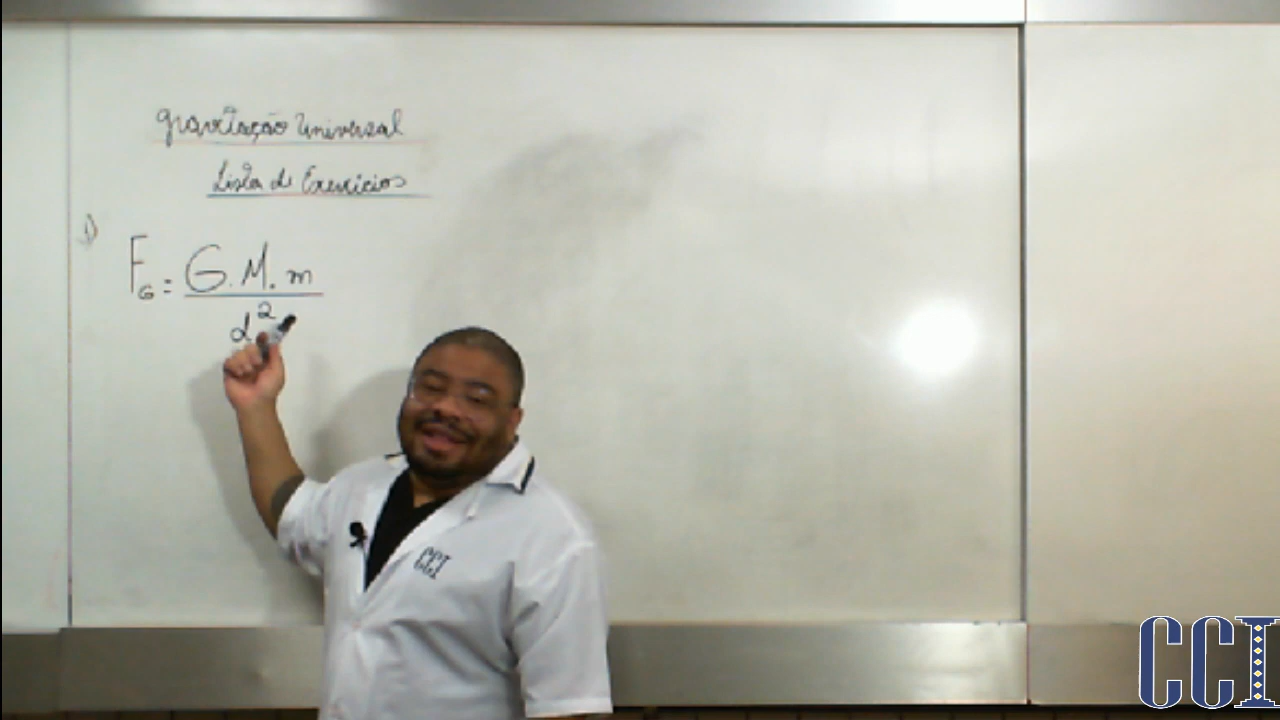 Gravitação Universal
Lista de Exercícios
1)
F_G = G.M.m / d²
CCI
CCI